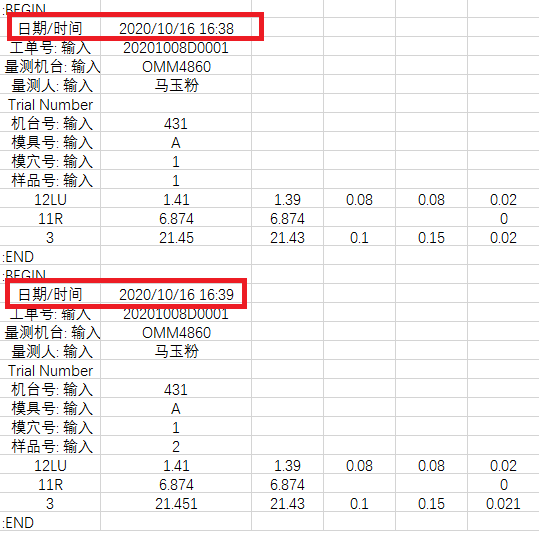 :BEGIN
日期/时间 2020/10/16 16:38
工单号: 输入 20201008D0001
量测机台: 输入 OMM4860
量测人: 输入 马玉粉
Trial Number
机台号: 输入 431
模具号: 输入 A
模穴号: 输入 1
样品号: 输入 1
12LU 1.41 1.39 0.08 0.08 0.02
11R 6.874 6.874 0
3 21.45 21.43 0.1 0.15 0.02
:END
:BEGIN
日期/时间 2020/10/16 16:39
工单号: 输入 20201008D0001
量测机台: 输入 OMM4860
量测人: 输入 马玉粉
Trial Number
机台号: 输入 431
模具号: 输入 A
模穴号: 输入 1
样品号: 输入 2
12LU 1.41 1.39 0.08 0.08 0.02
11R 6.874 6.874 0
3 21.451 21.43 0.1 0.15 0.021
:END